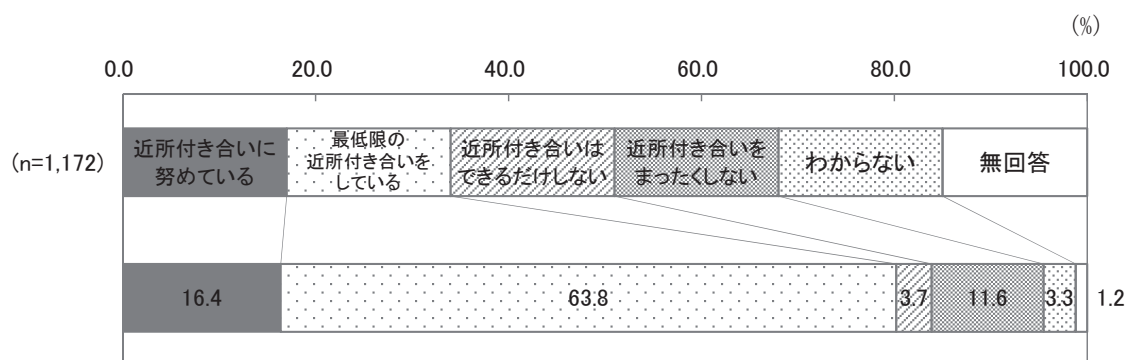 (%)
0.0 20.0 40.0 60.0 80.0 100.0
(n=1,172)
近所付き合いに
努めている
最低限の
近所付き合いを
している
近所付き合いは
できるだけしない
近所付き合いを
まったくしない
わからない
無回答
16.4 63.8 3.7 11.6 3.3 1.2